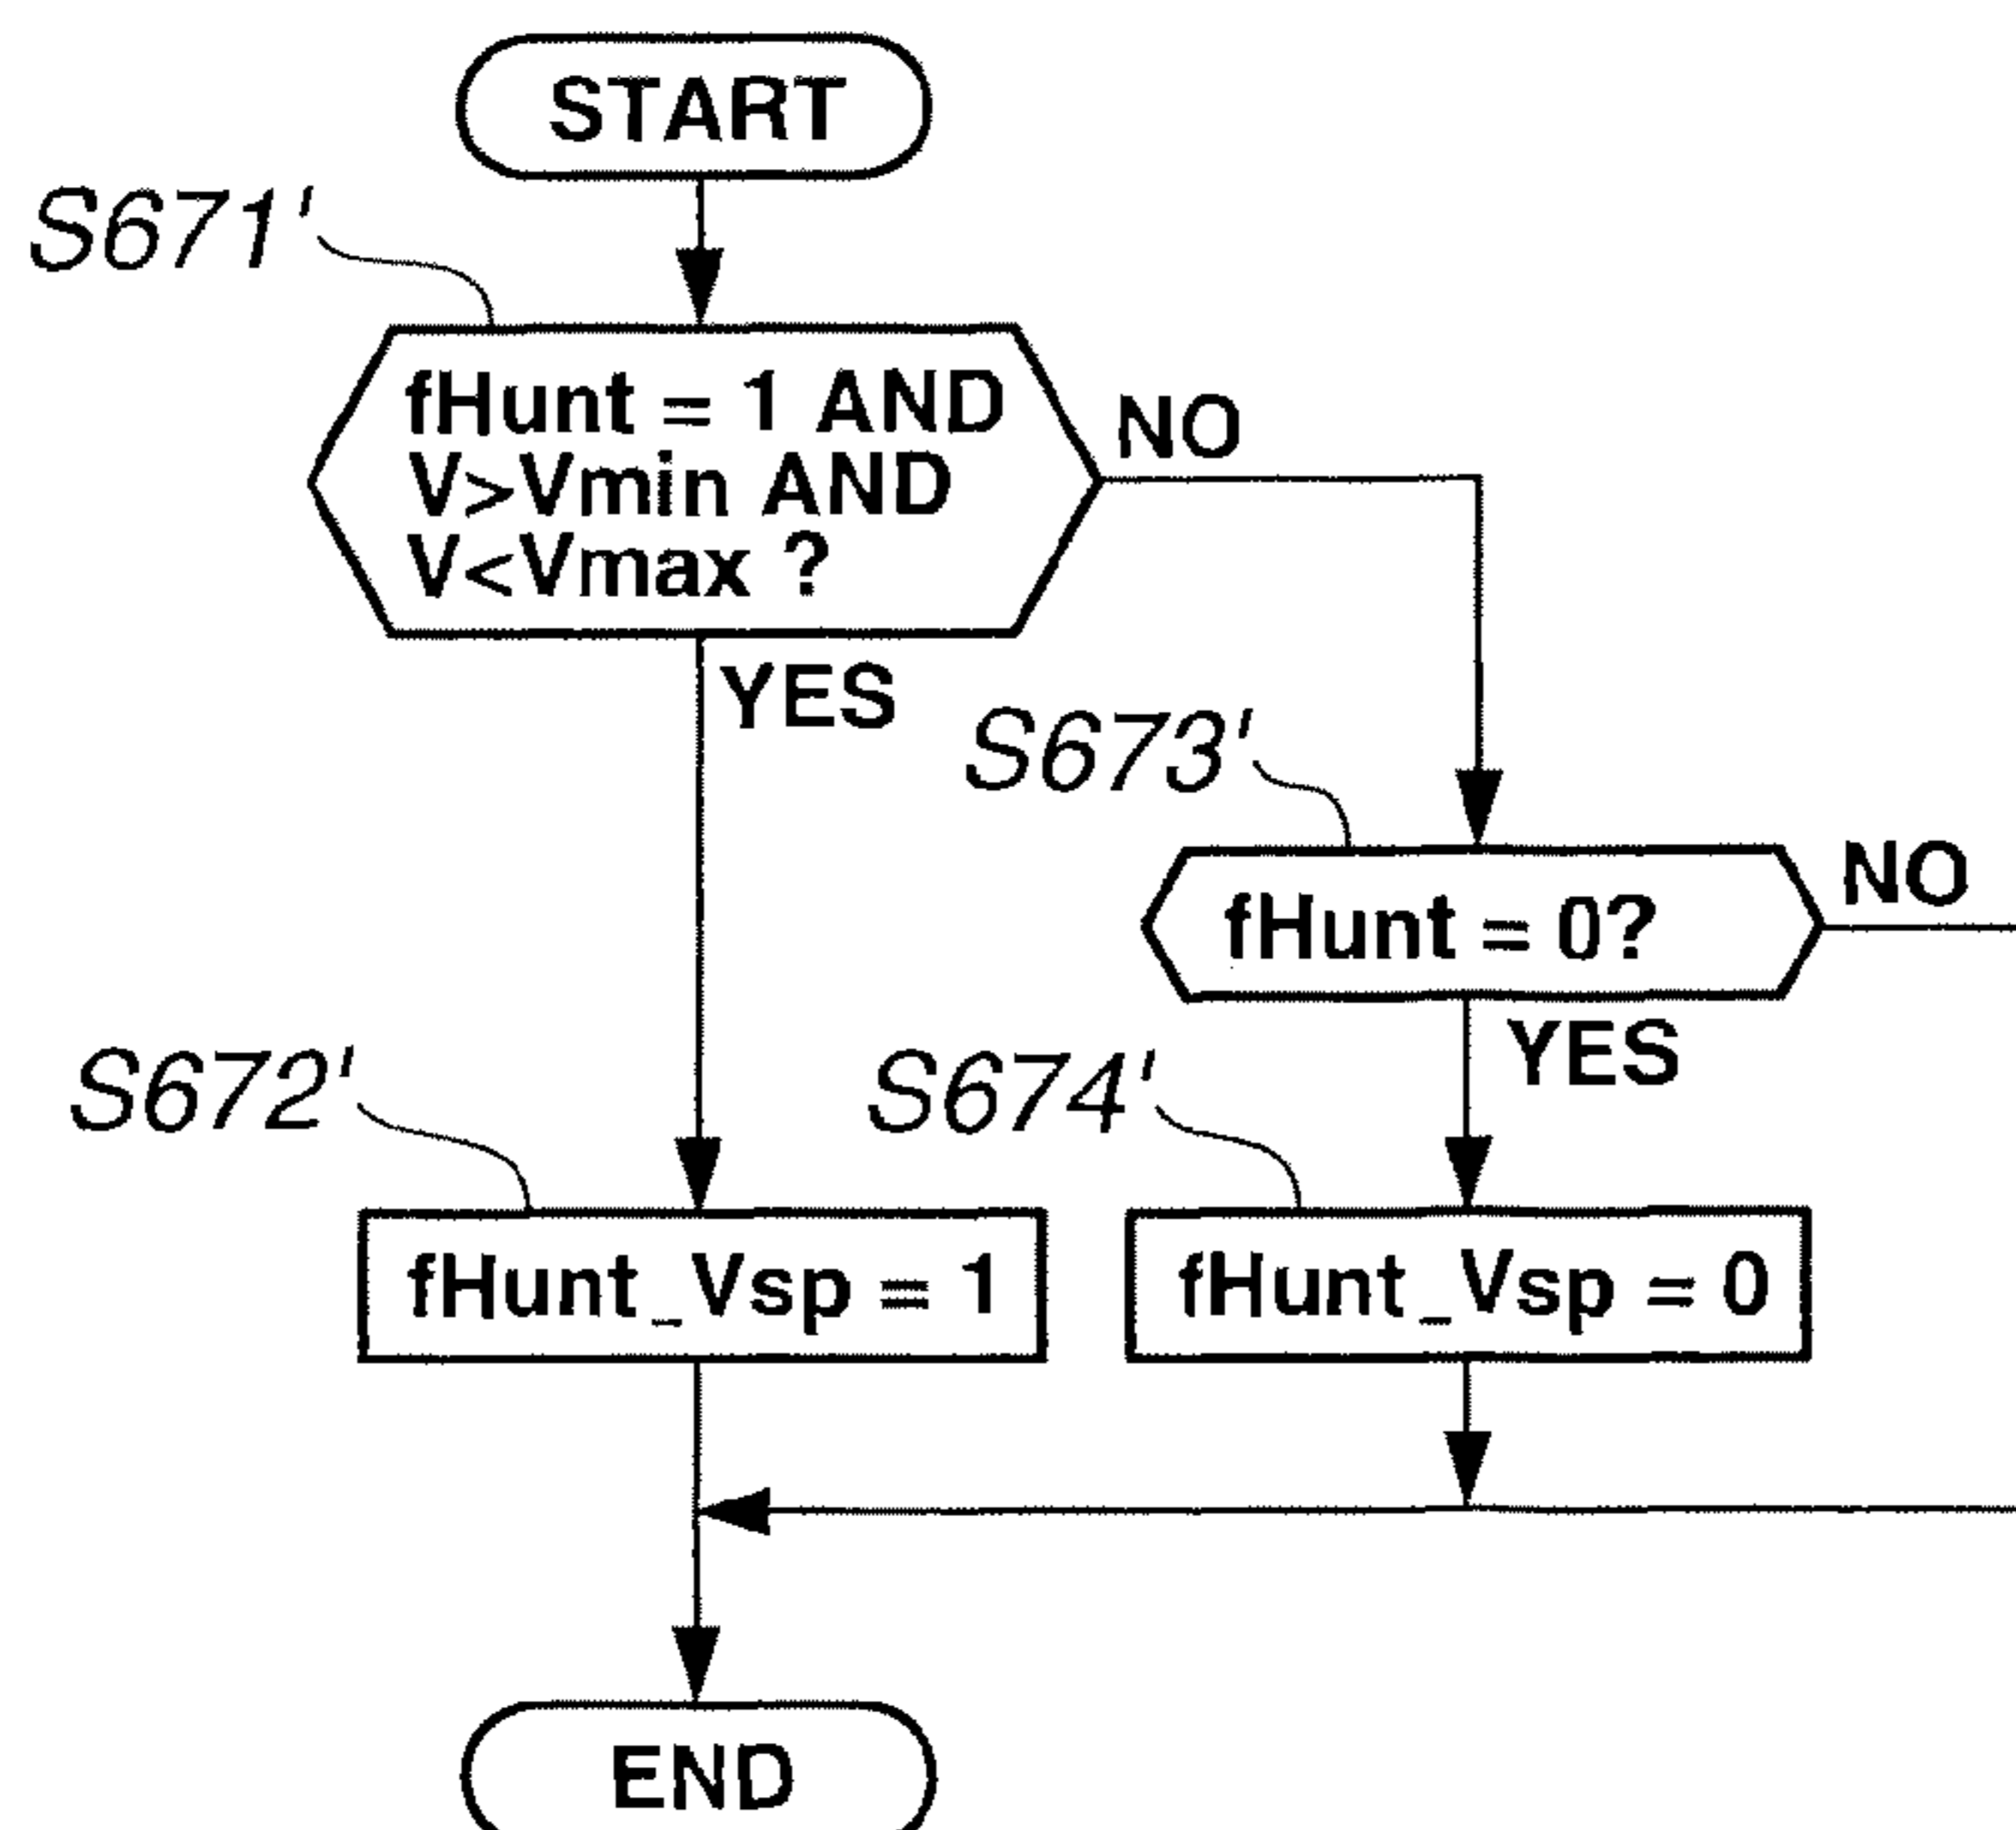 START
S671'
fHunt = 1 AND
V>Vmin AND
V<Vmax ?
NO
YES
S673'
fHunt = 0?
NO
YES
S672'
S674'
fHunt_Vsp = 1
fHunt_Vsp = 0
END